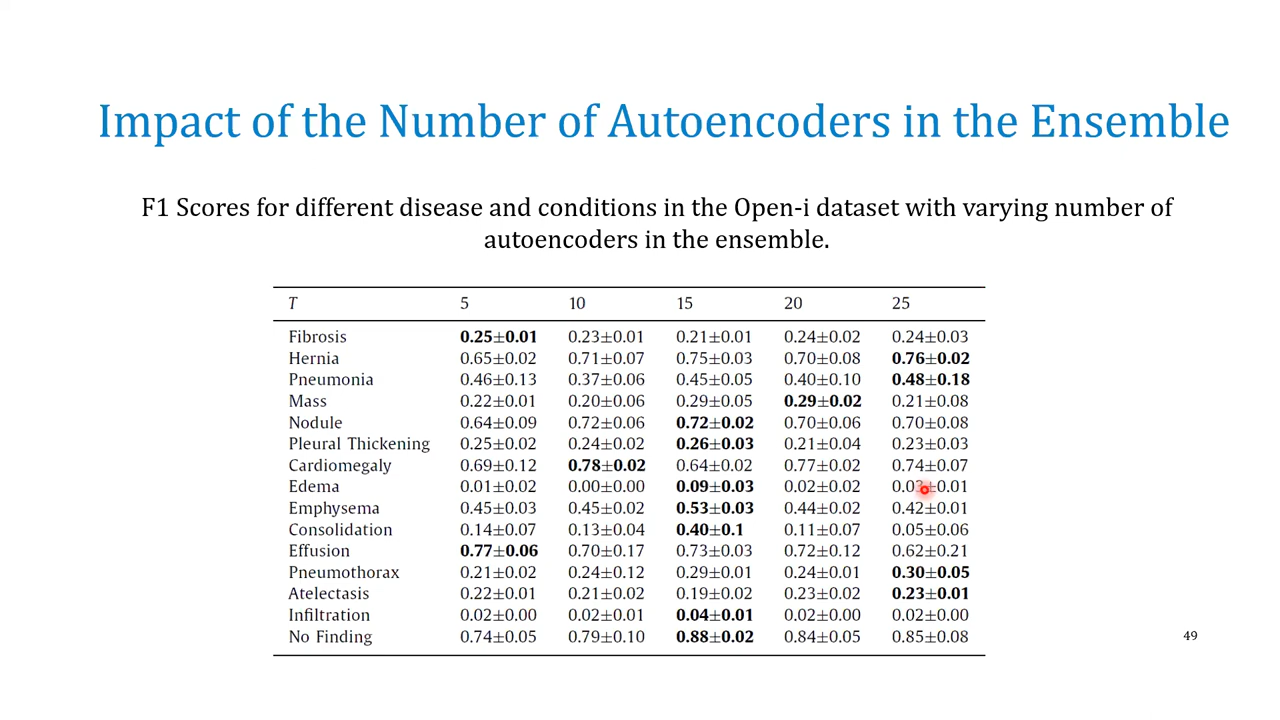 Impact of the Number of Autoencoders in the Ensemble
F1 Scores for different disease and conditions in the Open-i dataset with varying number of
autoencoders in the ensemble.
T 5 10 15 20 25
Fibrosis 0.25±0.01 0.23±0.01 0.21±0.01 0.24±0.02 0.24±0.03
Hernia 0.65±0.02 0.71±0.07 0.75±0.03 0.70±0.08 0.76±0.02
Pneumonia 0.46±0.13 0.37±0.06 0.45±0.05 0.40±0.10 0.48±0.18
Mass 0.22±0.01 0.20±0.06 0.29±0.05 0.29±0.02 0.21±0.08
Nodule 0.64±0.09 0.72±0.06 0.72±0.02 0.70±0.06 0.70±0.08
Pleural Thickening 0.25±0.02 0.24±0.02 0.26±0.03 0.21±0.04 0.23±0.03
Cardiomegaly 0.69±0.12 0.78±0.02 0.64±0.02 0.77±0.02 0.74±0.07
Edema 0.01±0.02 0.00±0.00 0.09±0.03 0.02±0.02 0.03±0.01
Emphysema 0.45±0.03 0.45±0.02 0.53±0.03 0.44±0.02 0.42±0.01
Consolidation 0.14±0.07 0.13±0.04 0.40±0.1 0.11±0.07 0.05±0.06
Effusion 0.77±0.06 0.70±0.17 0.73±0.03 0.72±0.12 0.62±0.21
Pneumothorax 0.21±0.02 0.24±0.12 0.29±0.01 0.24±0.01 0.30±0.05
Atelectasis 0.22±0.01 0.21±0.02 0.19±0.02 0.23±0.02 0.23±0.01
Infiltration 0.02±0.00 0.02±0.01 0.04±0.01 0.02±0.00 0.02±0.00
No Finding 0.74±0.05 0.79±0.10 0.88±0.02 0.84±0.05 0.85±0.08
49